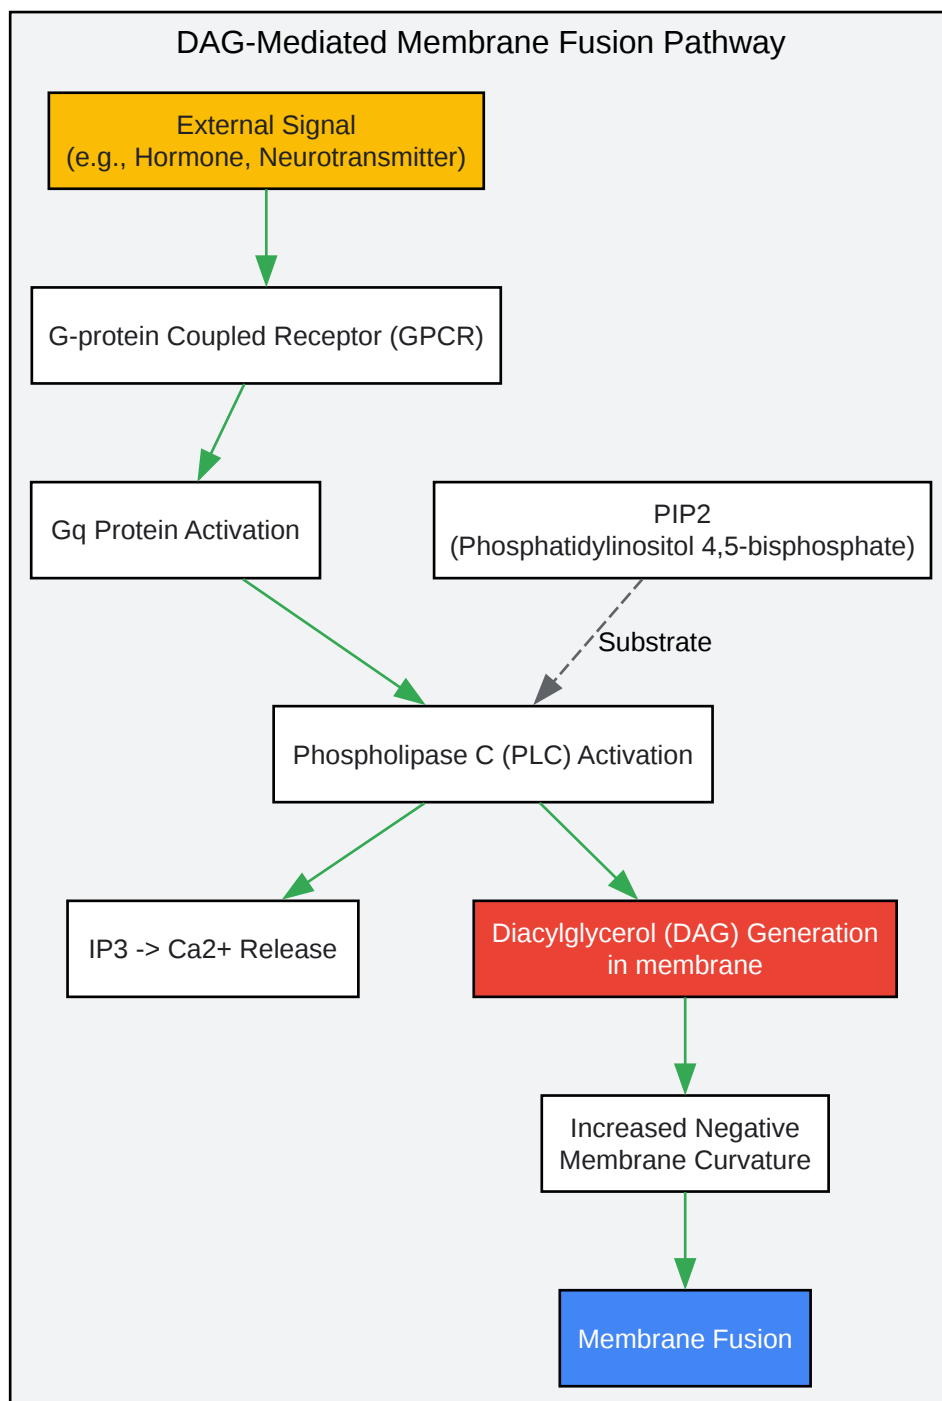 DAG-Mediated Membrane Fusion Pathway
External Signal
(e.g., Hormone, Neurotransmitter)
G-protein Coupled Receptor (GPCR)
Gq Protein Activation
PIP2
(Phosphatidylinositol 4,5-bisphosphate)
Substrate
Phospholipase C (PLC) Activation
IP3 -> Ca2+ Release
Diacylglycerol (DAG) Generation
in membrane
Increased Negative
Membrane Curvature
Membrane Fusion